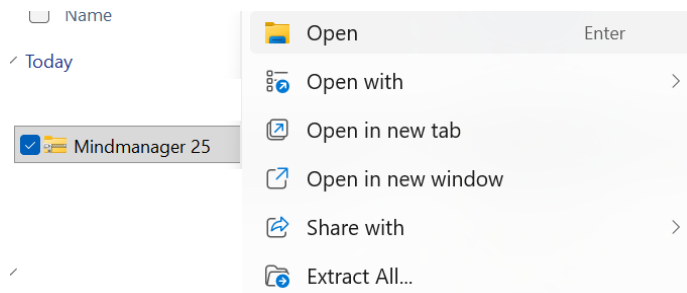 Name
Today
Mindmanager 25
Open Enter
Open with
Open in new tab
Open in new window
Share with
Extract All...